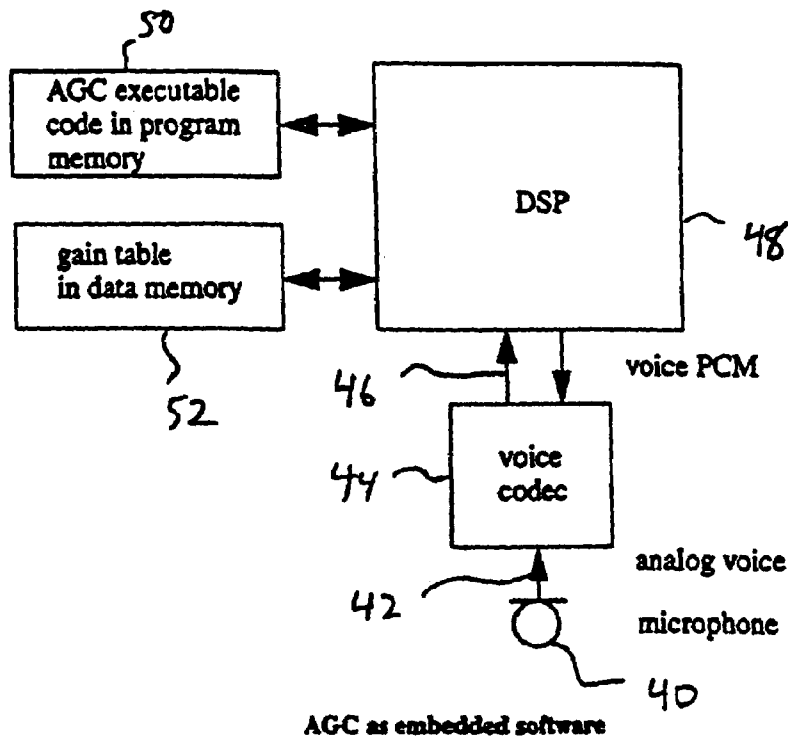 50
AGC executable
code in program
memory
DSP
48
gain table
in data memory
52
46
voice PCM
44
voice
codec
analog voice
42
microphone
40
AGC as embedded software